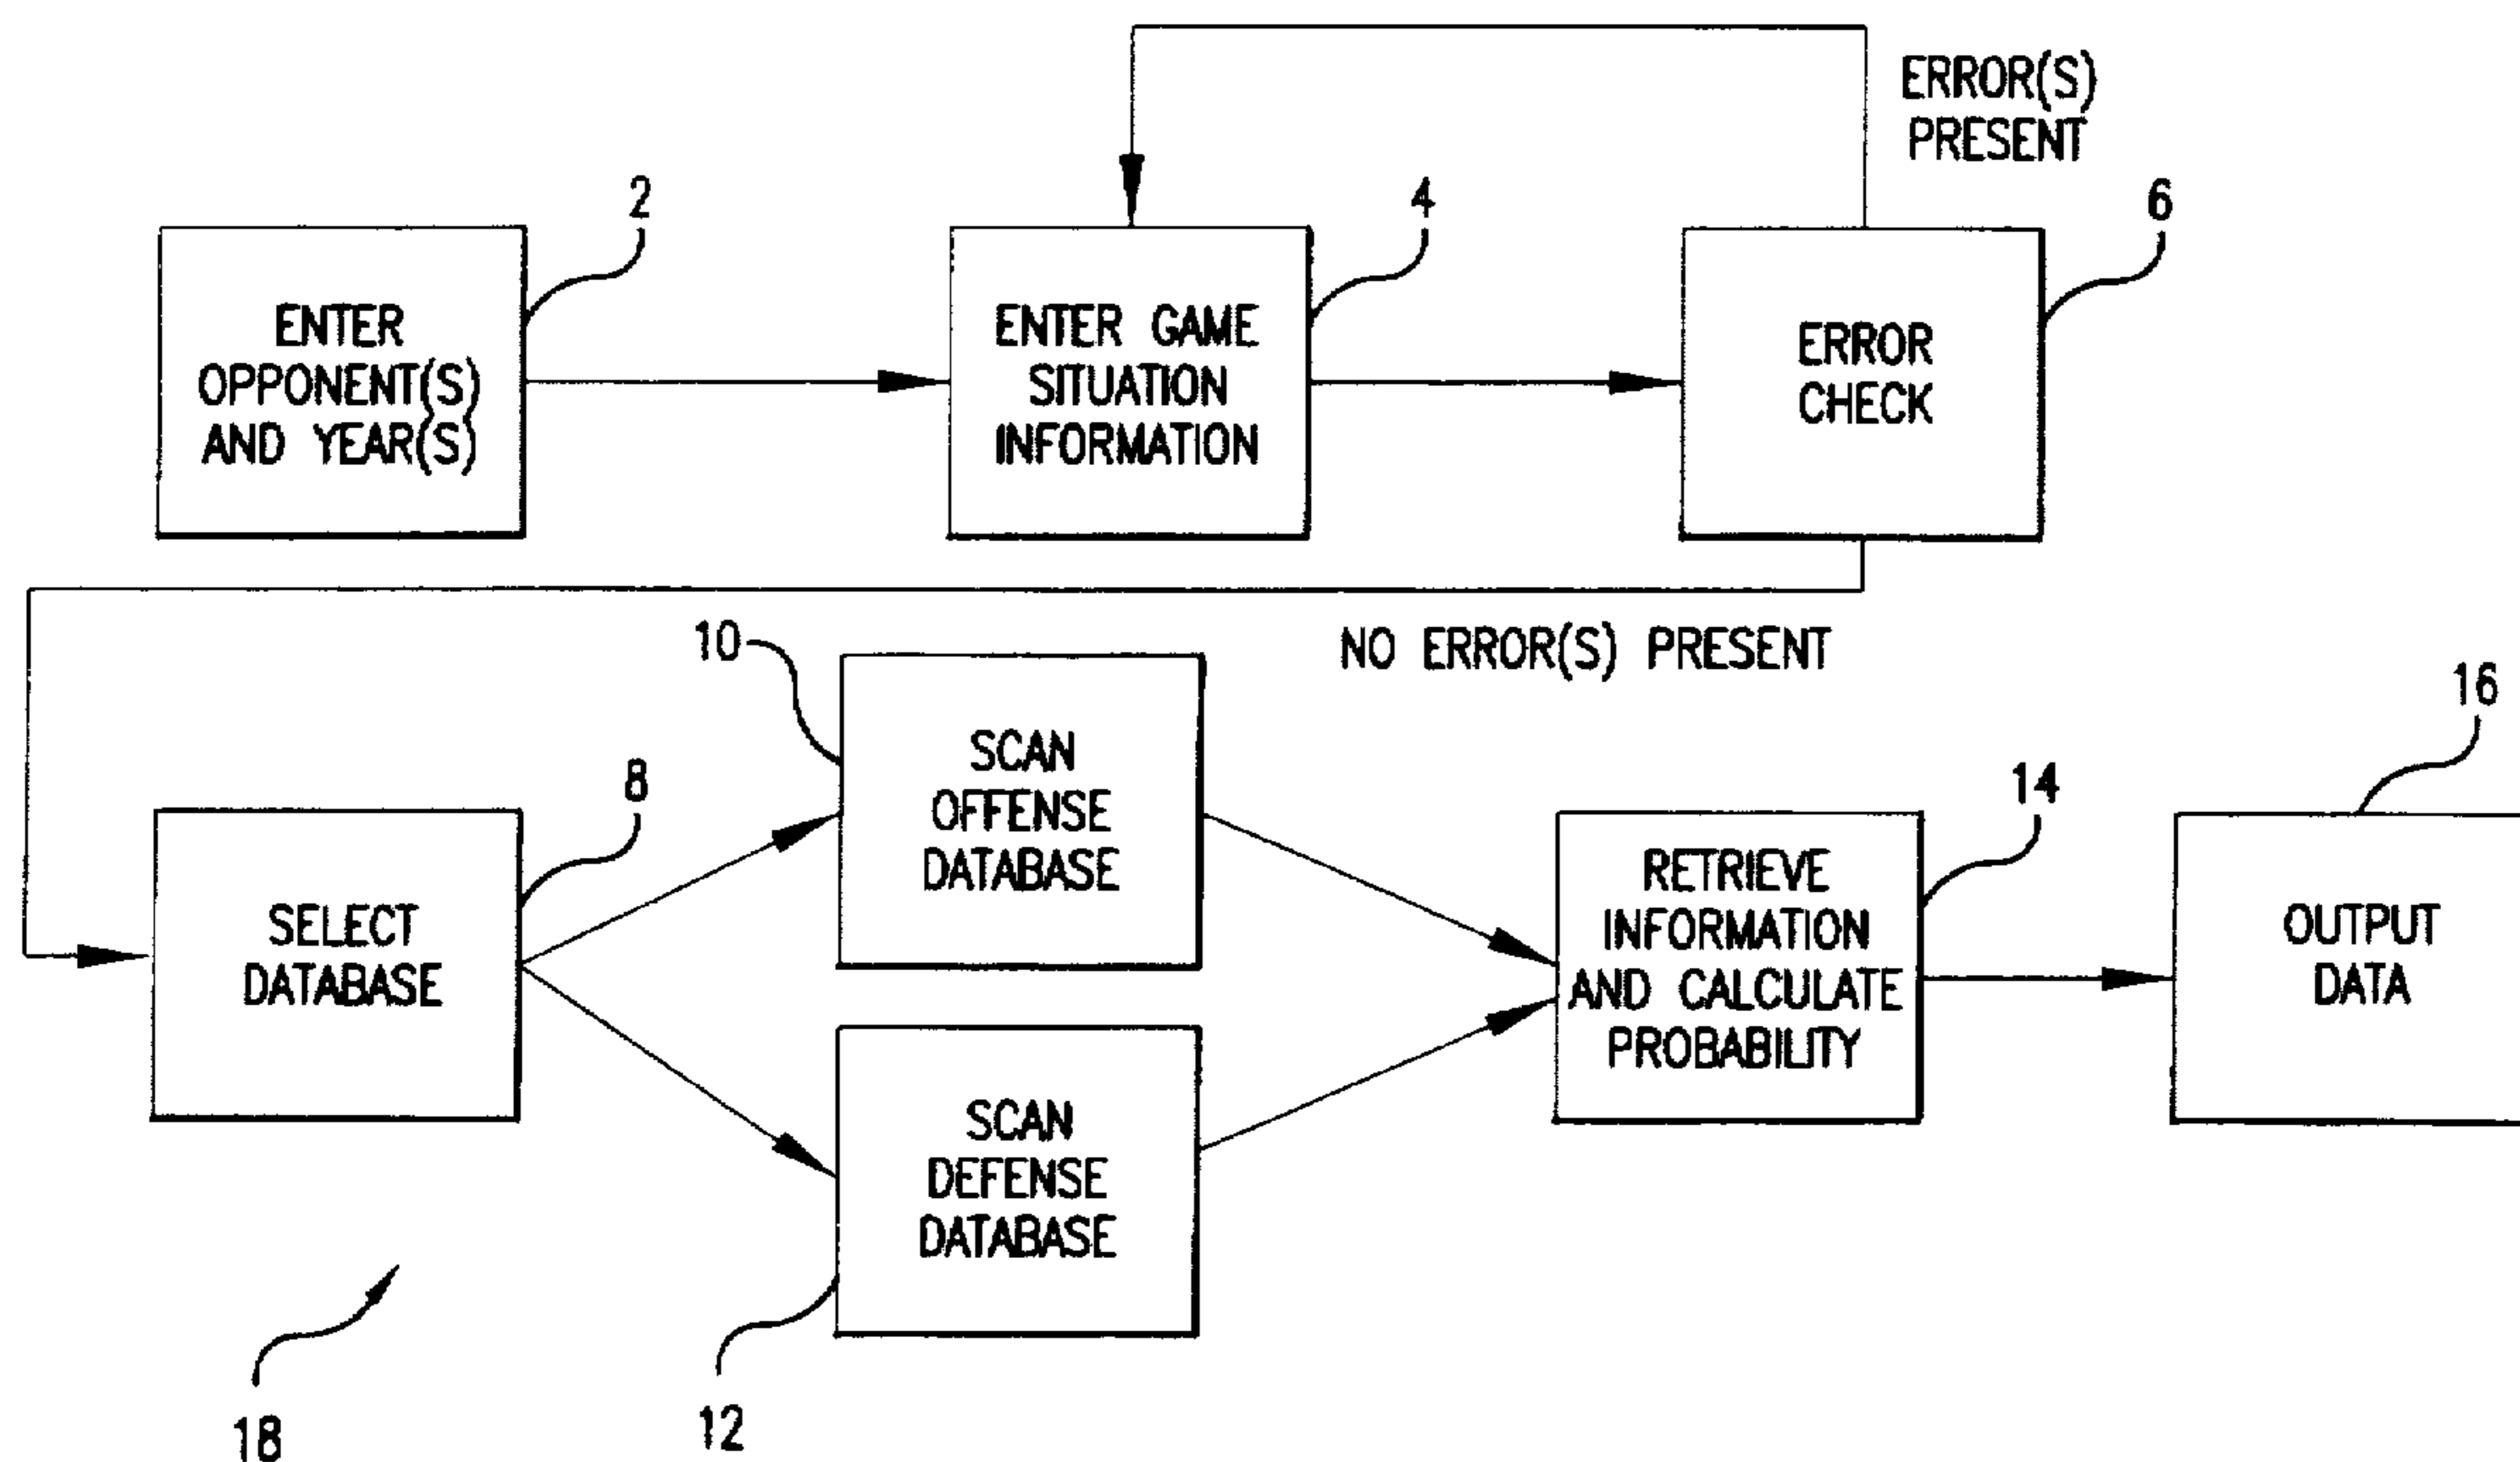 ERROR(S)
PRESENT
2
4
6
ENTER
OPPONENT(S)
AND YEAR(S)
ENTER GAME
SITUATION
INFORMATION
ERROR
CHECK
NO ERROR(S) PRESENT
10
16
8
14
SCAN
OFFENSE
DATABASE
SELECT
DATABASE
RETRIEVE
INFORMATION
AND CALCULATE
PROBABILITY
OUTPUT
DATA
SCAN
DEFENSE
DATABASE
18
12